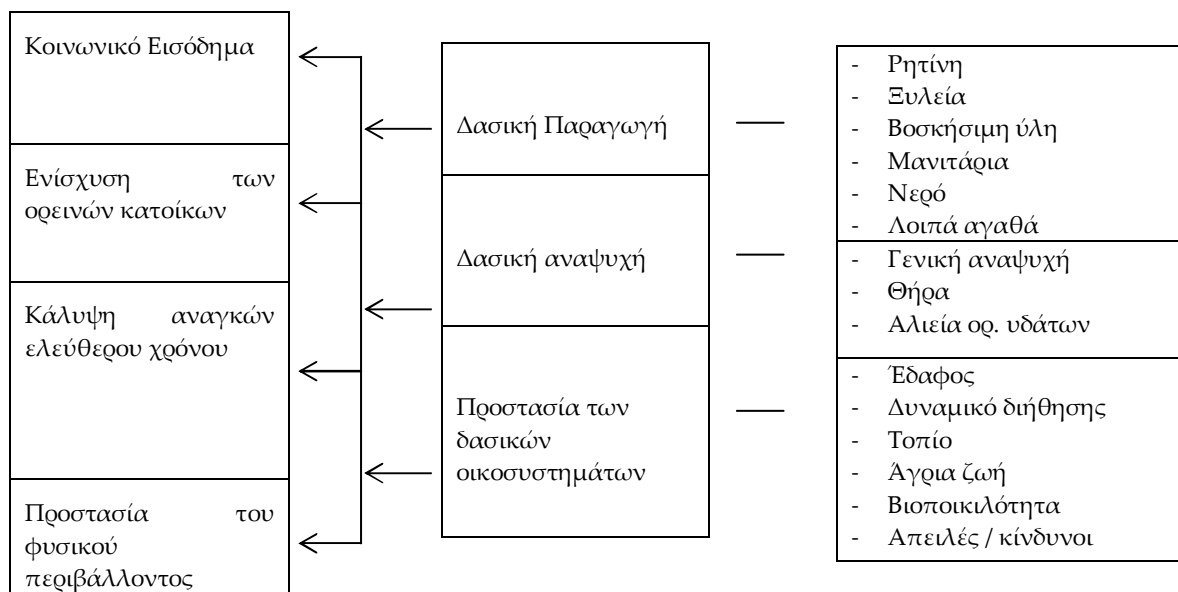 Κοινωνικό Εισόδημα
Ενίσχυση των
ορεινών κατοίκων
Κάλυψη αναγκών
ελεύθερου χρόνου
Προστασία του
φυσικού
περιβάλλοντος
Δασική Παραγωγή
Δασική αναψυχή
Προστασία των
δασικών
οικοσυστημάτων
- Ρητίνη
- Ξυλεία
- Βοσκήσιμη ύλη
- Μανιτάρια
- Νερό
- Λοιπά αγαθά
- Γενική αναψυχή
- Θήρα
- Αλιεία ορ. υδάτων
- Έδαφος
- Δυναμικό διήθησης
- Τοπίο
- Άγρια ζωή
- Βιοποικιλότητα
- Απειλές / κίνδυνοι